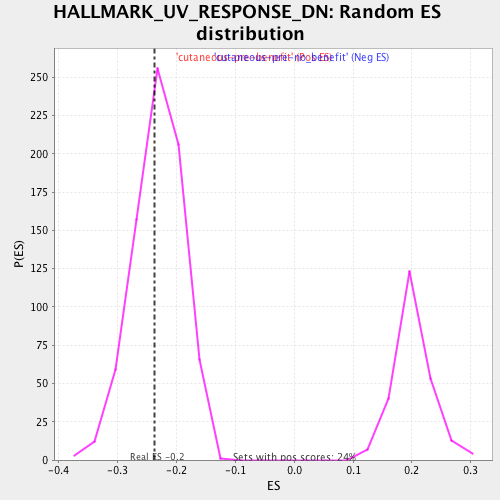 HALLMARK_UV_RESPONSE_DN: Random ES
distribution
(Neg ES)
250
225
200
175
150
125
100
75
50
25
0
P(ES)
Real ES -0.2
Sets with pos scores: 24%
-0.4
-0.3
-0.2
-0.1
0.0
0.1
0.2
0.3
ES